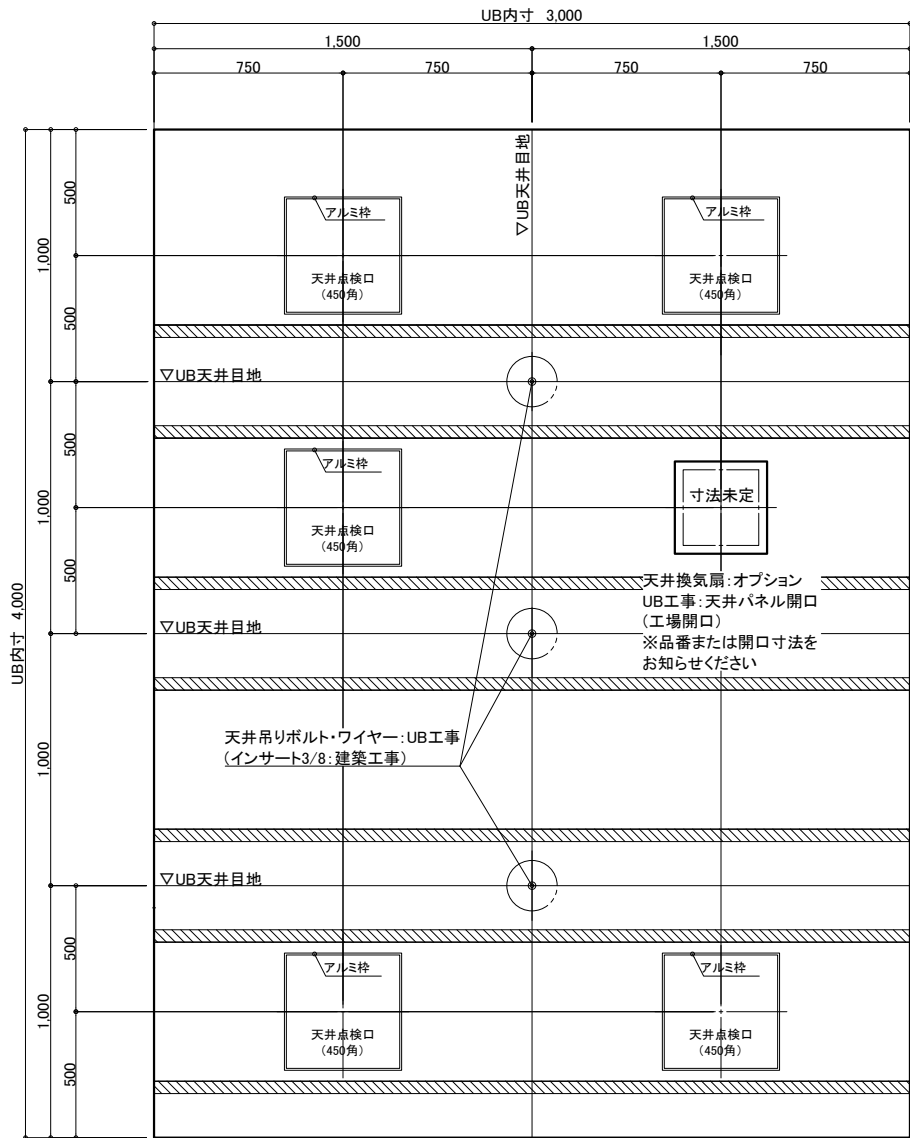 UB内寸 3,000
1,500
1,500
750
750
750
750
▽UB天井目地
500
アルミ枠
アルミ枠
1,000
天井点検口
(450角)
天井点検口
(450角)
500
▽UB天井目地
500
アルミ枠
寸法未定
1,000
天井点検口
(450角)
500
天井換気扇:オプション
UB工事:天井パネル開口
(工場開口)
※品番または開口寸法を
お知らせください
UB内寸 4,000
▽UB天井目地
天井吊りボルト・ワイヤー:UB工事
(インサート3/8:建築工事)
1,000
▽UB天井目地
500
アルミ枠
アルミ枠
1,000
天井点検口
(450角)
天井点検口
(450角)
500